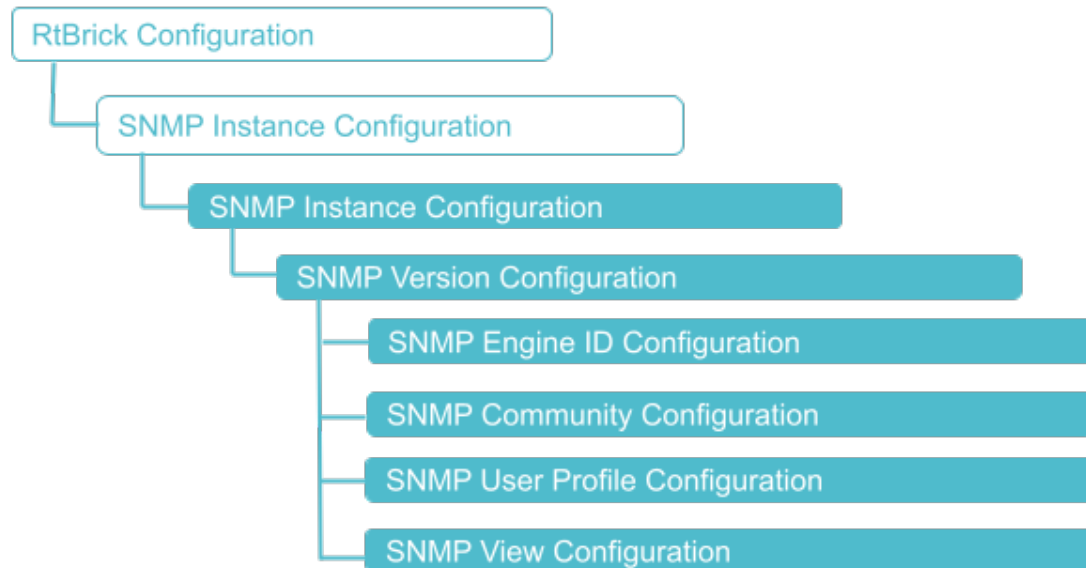 RtBrick Configuration
SNMP Instance Configuration
SNMP Instance Configuration
SNMP Version Configuration
SNMP Engine ID Configuration
SNMP Community Configuration
SNMP User Profile Configuration
SNMP View Configuration